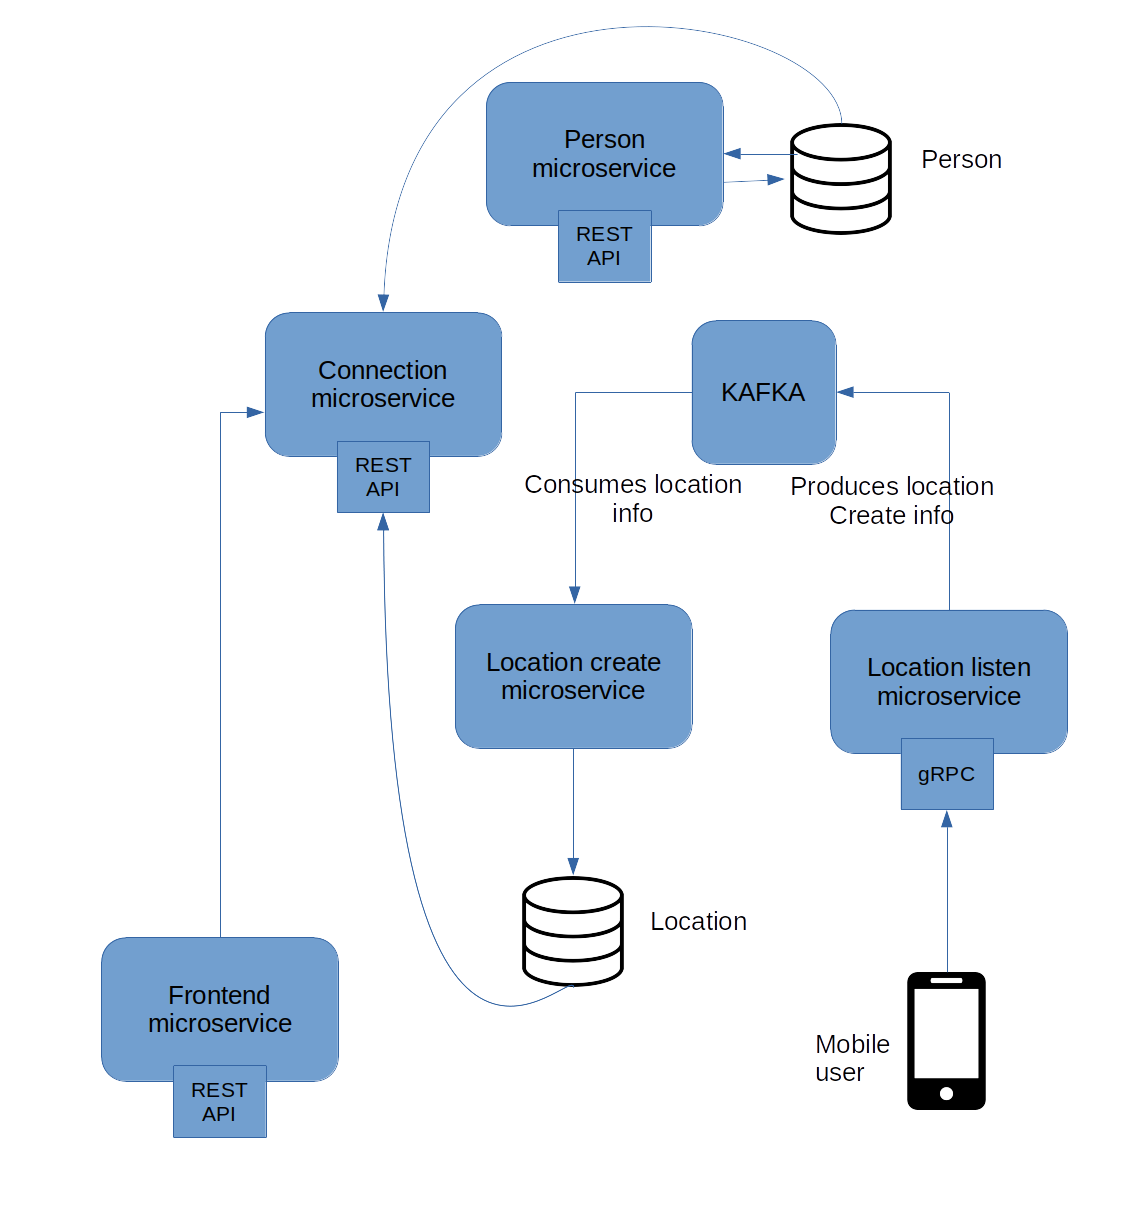 Person
microservice
Person
REST
API
Connection
microservice
KAFKA
REST
API
Consumes location
info
Produces location
Create info
Location create
microservice
Location listen
microservice
gRPC
Location
Frontend
microservice
Mobile
user
REST
API